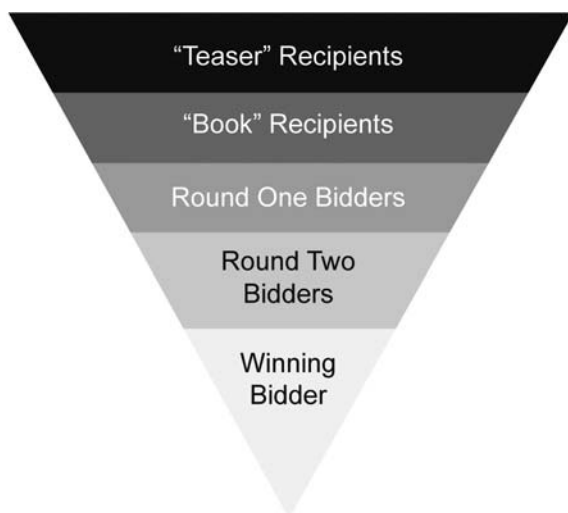 “Teaser” Recipients
“Book” Recipients
Round One Bidders
Round Two
Bidders
Winning
Bidder